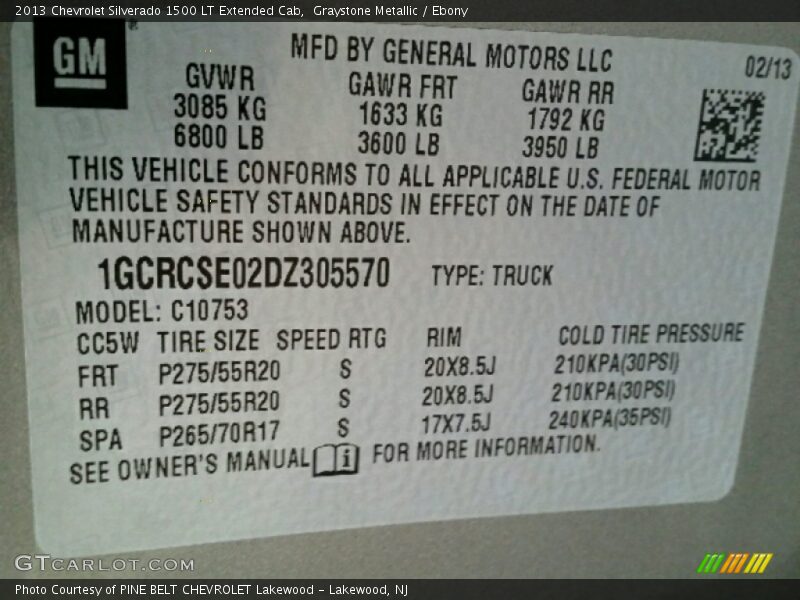 2013 Chevrolet Silverado 1500 LT Extended Cab, Graystone Metallic / Ebony
GM
MFD BY GENERAL MOTORS LLC
02/13
GVWR GAWR FRT GAWR RR
3085 KG 1633 KG 1792 KG
6800 LB 3600 LB 3950 LB
THIS VEHICLE CONFORMS TO ALL APPLICABLE U.S. FEDERAL MOTOR
VEHICLE SAFETY STANDARDS IN EFFECT ON THE DATE OF
MANUFACTURE SHOWN ABOVE.
1GCRCSE02DZ305570 TYPE: TRUCK
MODEL: C10753
CC5W TIRE SIZE SPEED RTG RIM COLD TIRE PRESSURE
FRT P275/55R20 S 20X8.5J 210KPA(30PSI)
RR P275/55R20 S 20X8.5J 210KPA(30PSI)
SPA P265/70R17 S 17X7.5J 240KPA(35PSI)
SEE OWNER'S MANUAL i FOR MORE INFORMATION.
GTCARLOT.COM
Photo Courtesy of PINE BELT CHEVROLET Lakewood - Lakewood, NJ